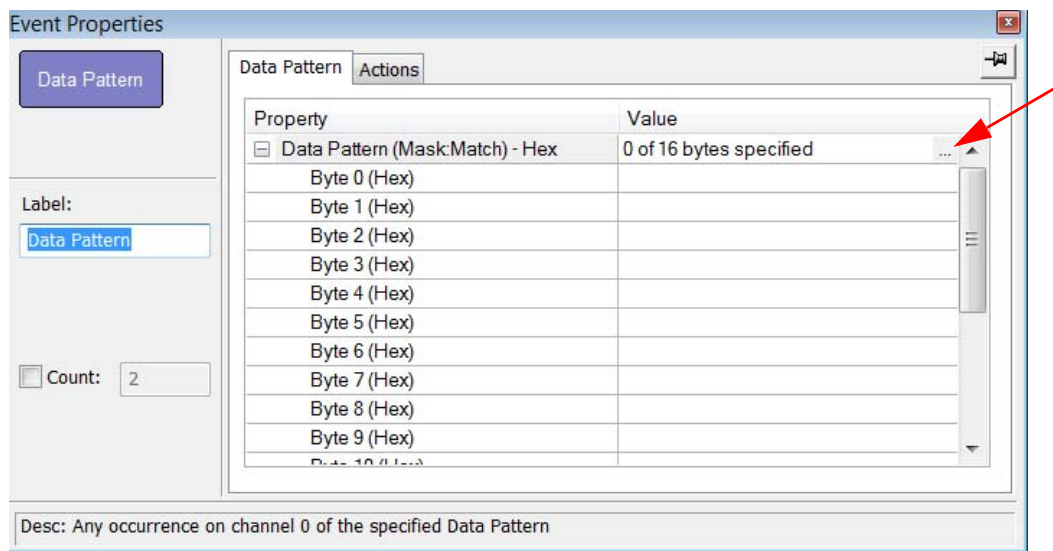 Event Properties
Data Pattern
Label:
Data Pattern
Count: 2
Data Pattern Actions
Property Value
Data Pattern (Mask:Match) - Hex 0 of 16 bytes specified ...
Byte 0 (Hex)
Byte 1 (Hex)
Byte 2 (Hex)
Byte 3 (Hex)
Byte 4 (Hex)
Byte 5 (Hex)
Byte 6 (Hex)
Byte 7 (Hex)
Byte 8 (Hex)
Byte 9 (Hex)
Desc: Any occurrence on channel 0 of the specified Data Pattern